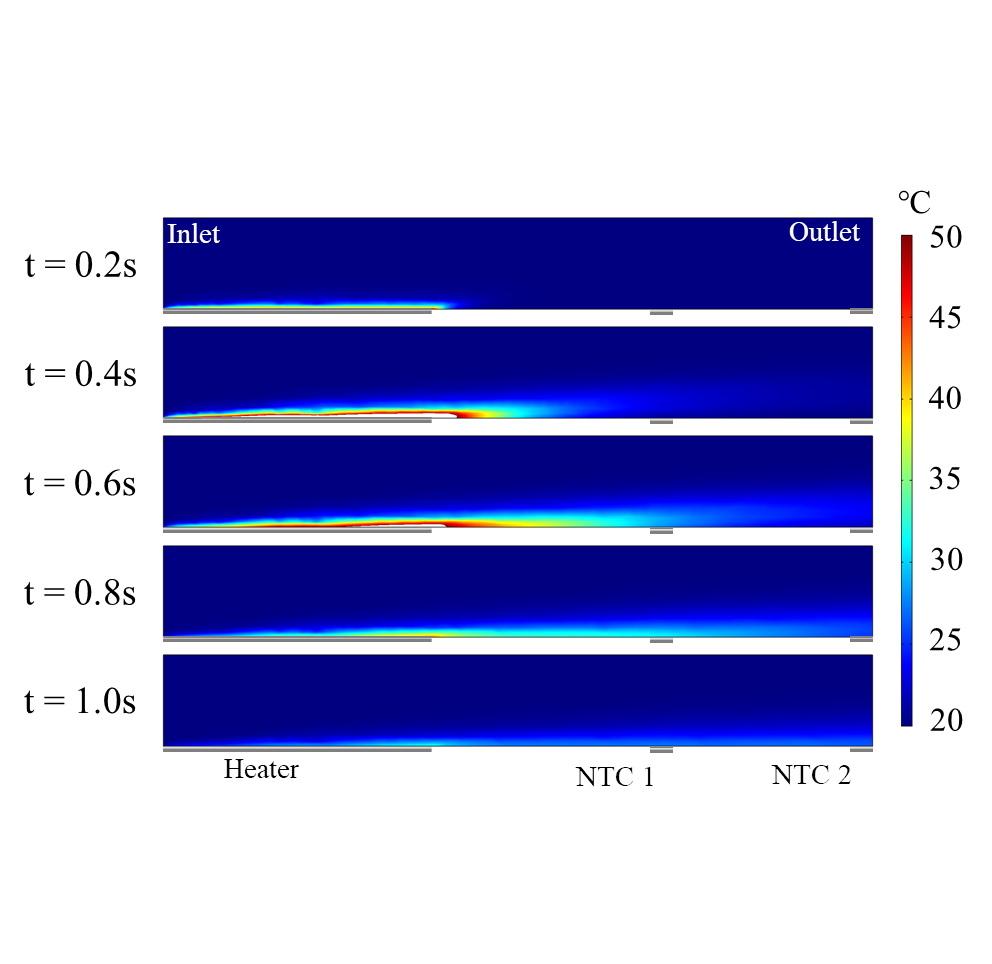 °C
Inlet
Outlet
50
t = 0.2s
45
t = 0.4s
40
t = 0.6s
35
30
t = 0.8s
25
t = 1.0s
20
Heater
NTC 1
NTC 2